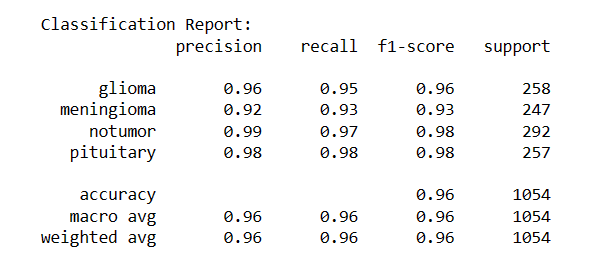 Classification Report:
precision recall f1-score support
glioma 0.96 0.95 0.96 258
meningioma 0.92 0.93 0.93 247
notumor 0.99 0.97 0.98 292
pituitary 0.98 0.98 0.98 257
accuracy 0.96 1054
macro avg 0.96 0.96 0.96 1054
weighted avg 0.96 0.96 0.96 1054